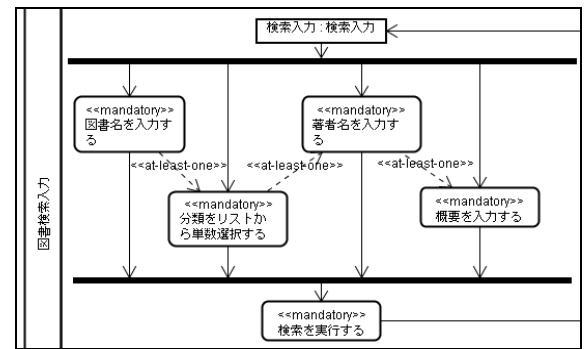 検索入力 : 検索入力
<<mandatory>>
図書名を入力す
る
<<mandatory>>
著者名を入力す
る
<<at-least-one>>
<<at-least-one>>
<<at-least-one>>
<<mandatory>>
分類をリストか
ら単数選択する
<<mandatory>>
概要を入力する
図書検索入力
<<mandatory>>
検索を実行する